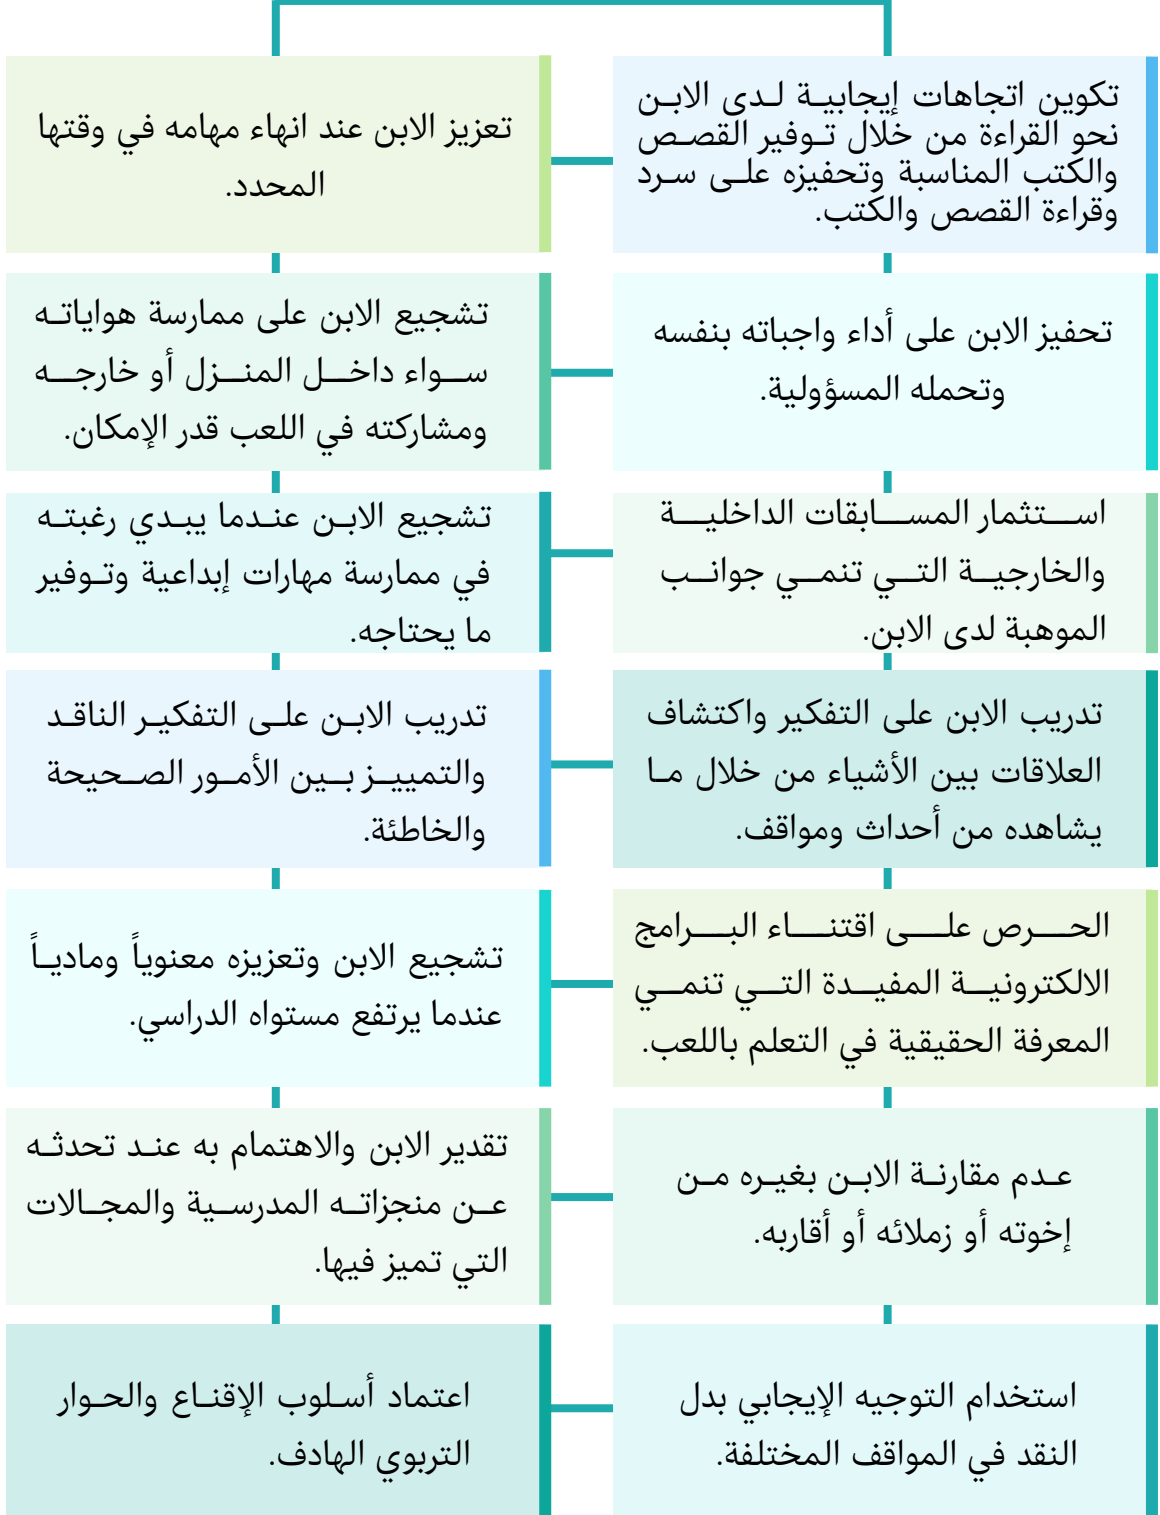 تكوين اتجاهات إيجابية لدى الابن
نحو القراءة من خلال توفير القصص
والكتب المناسبة وتحفيزه على سرد
وقراءة القصص والكتب.
تعزيز الابن عند انهاء مهامه في وقتها
المحدد.
تحفيز الابن على أداء واجباته بنفسه
وتحمله المسؤولية.
تشجيع الابن على ممارسة هواياته
سواء داخل المنزل أو خارجه
ومشاركته في اللعب قدر الإمكان.
استثمار المسابقات الداخلية
والخارجية التي تنمي جوانب
الموهبة لدى الابن.
تشجيع الابن عندما يبدي رغبته
في ممارسة مهارات إبداعية وتوفير
ما يحتاجه.
تدريب الابن على التفكير واكتشاف
العلاقات بين الأشياء من خلال ما
يشاهده من أحداث ومواقف.
تدريب الابن على التفكير الناقد
والتمييز بين الأمور الصحيحة
والخاطئة.
الحرص على اقتناء البرامج
الالكترونية المفيدة التي تنمي
المعرفة الحقيقية في التعلم باللعب.
تشجيع الابن وتعزيزه معنوياً ومادياً
عندما يرتفع مستواه الدراسي.
عدم مقارنة الابن بغيره من
إخوته أو زملائه أو أقاربه.
تقدير الابن والاهتمام به عند تحدثه
عن منجزاته المدرسية والمجالات
التي تميز فيها.
استخدام التوجيه الإيجابي بدل
النقد في المواقف المختلفة.
اعتماد أسلوب الإقناع والحوار
التربوي الهادف.